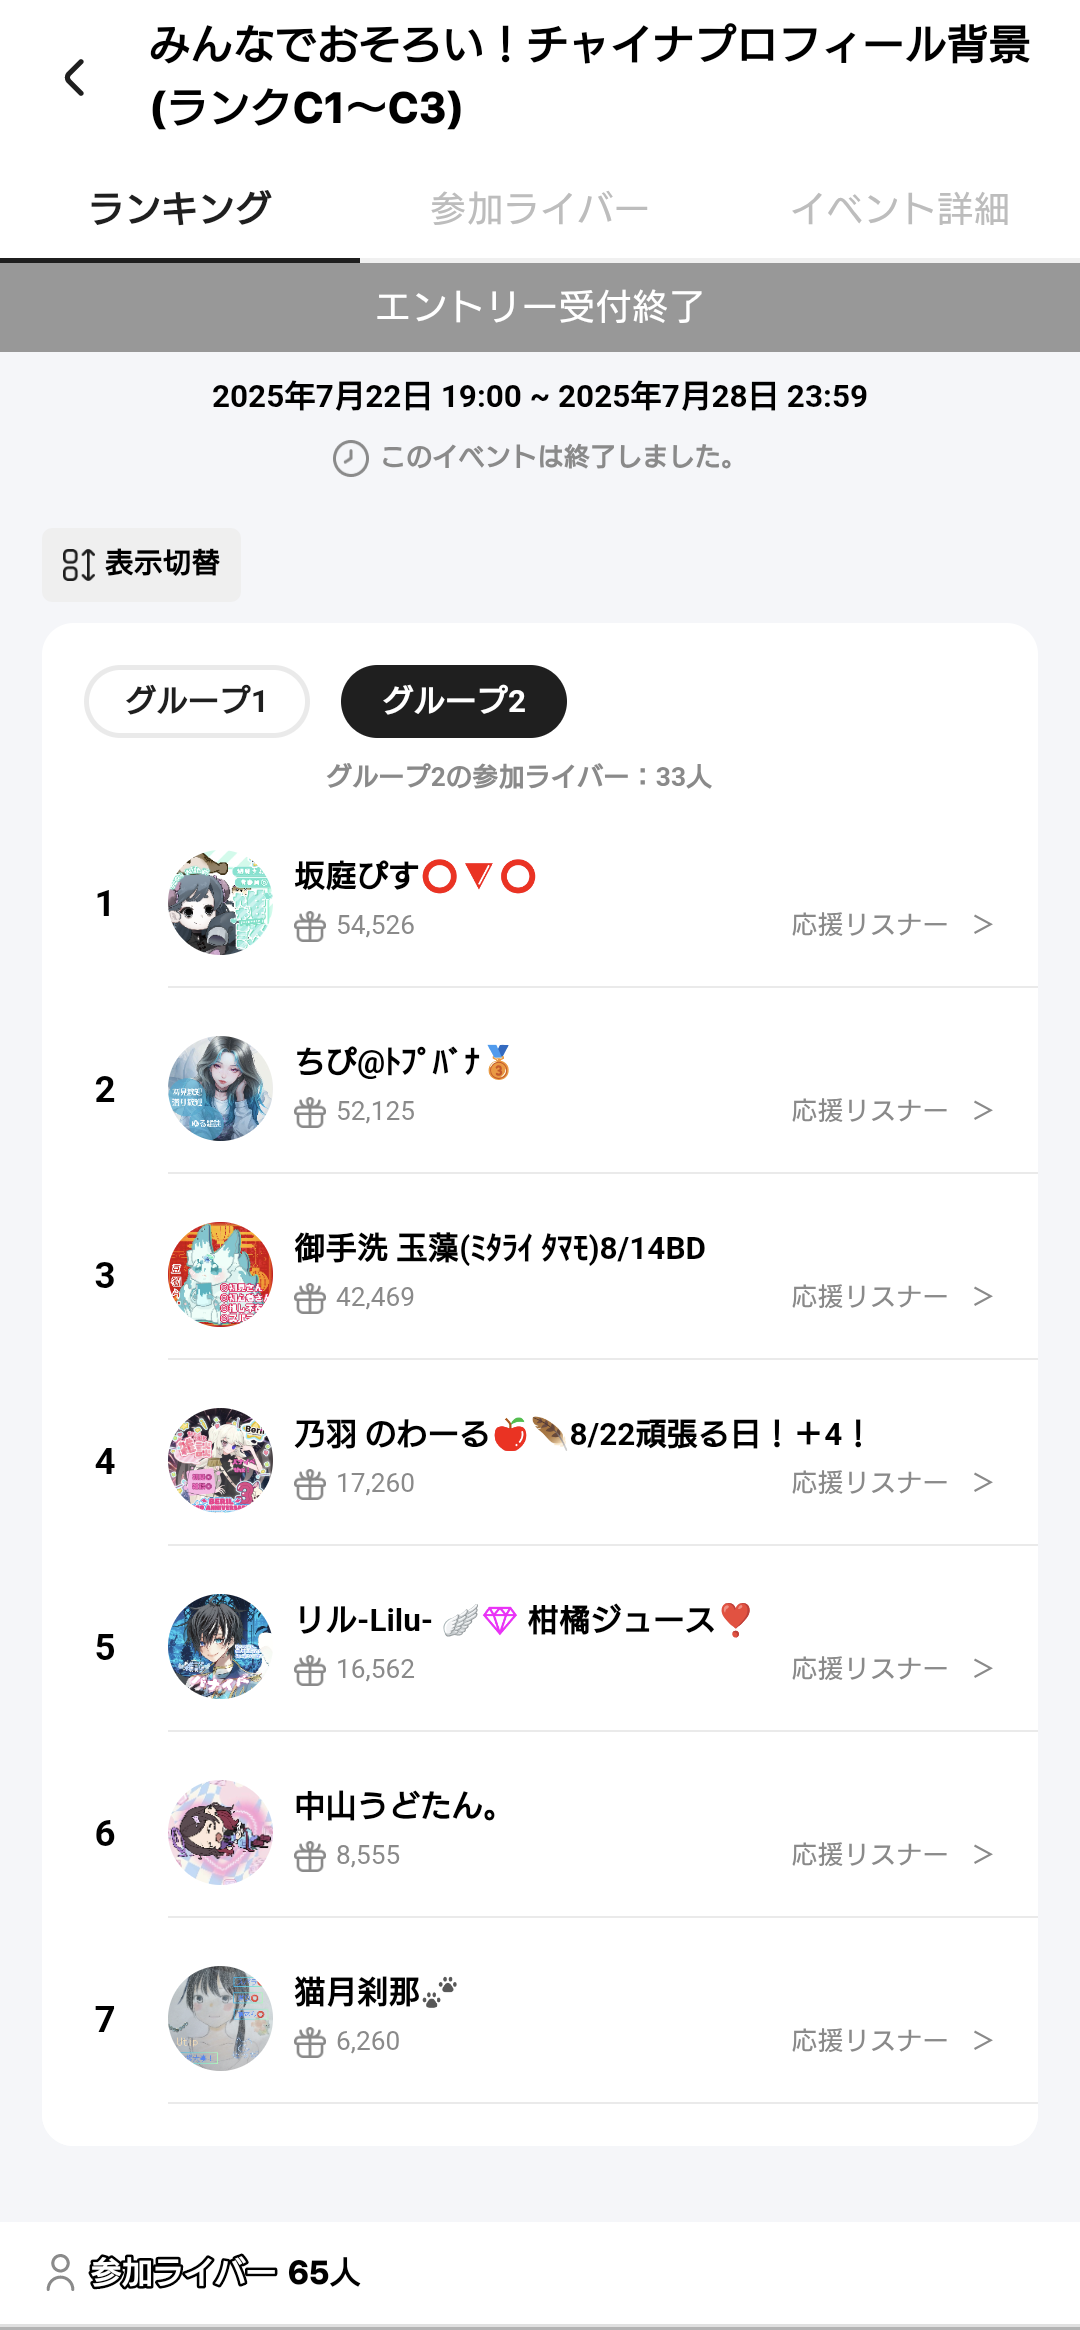 みんなでおそろい！チャイナプロフィール背景
(ランクC1～C3)
ランキング
参加ライバー
イベント詳細
エントリー受付終了
2025年7月22日 19:00 ~ 2025年7月28日 23:59
このイベントは終了しました。
表示切替
グループ1
グループ2
グループ2の参加ライバー：33人
1
坂庭ぴす⭕▼⭕
54,526
応援リスナー ＞
2
ちぴ@ﾄﾌﾟﾊﾞﾅ🥉
52,125
応援リスナー ＞
3
御手洗 玉藻(ﾐﾀﾗｲ ﾀﾏﾓ)8/14BD
42,469
応援リスナー ＞
4
乃羽 のわーる🍎🪶8/22頑張る日！＋4！
17,260
応援リスナー ＞
5
リル-Lilu- 🪽💎 柑橘ジュース❣️
16,562
応援リスナー ＞
6
中山うどたん。
8,555
応援リスナー ＞
7
猫月刹那🐾
6,260
応援リスナー ＞
参加ライバー 65人